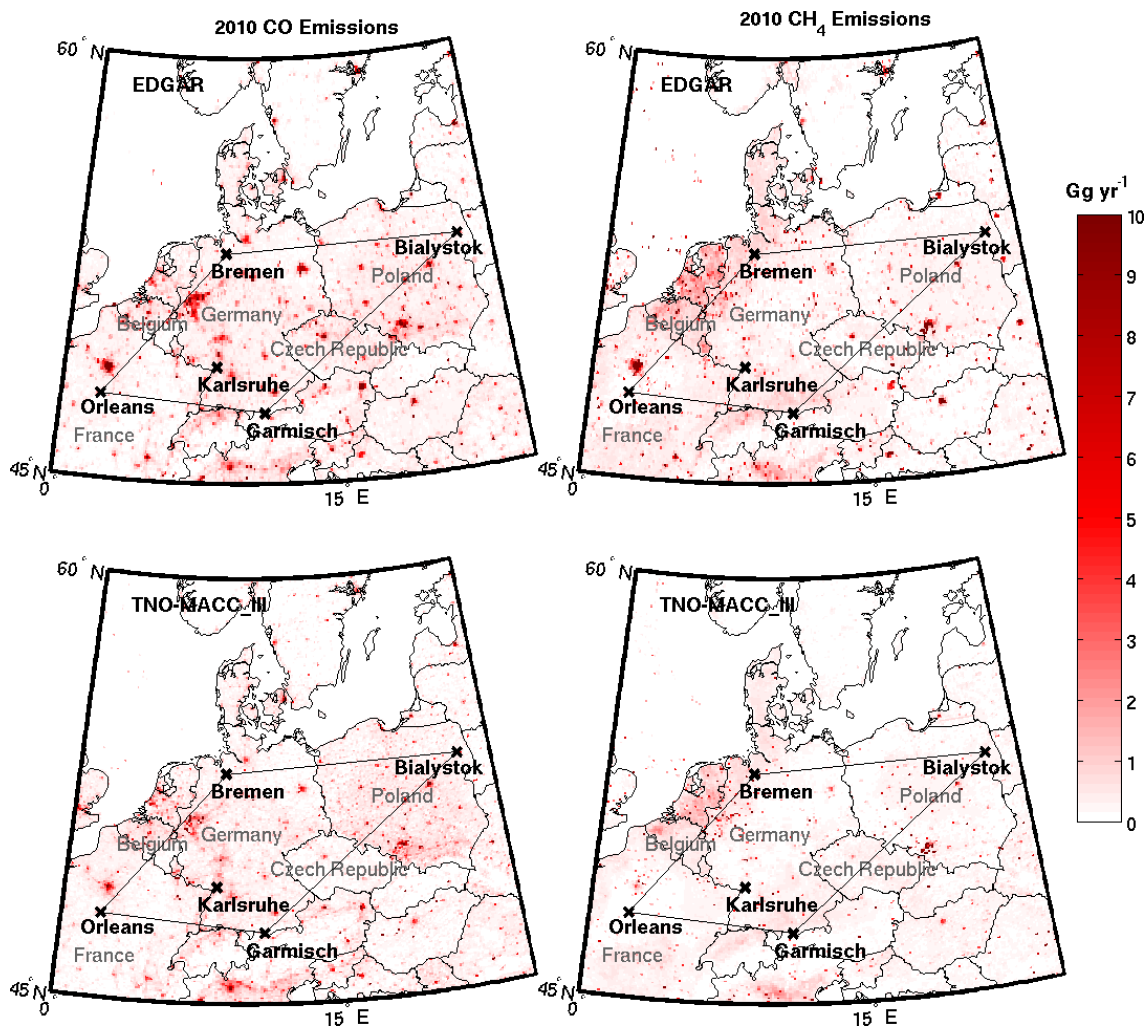 2010 CO Emissions
2010 CH4 Emissions
60° N
EDGAR
Bialystok
Bremen
Poland
Belgium
Germany
Czech Republic
Karlsruhe
Orleans
Garmisch
France
45° N
0
15° E
60° N
EDGAR
Bialystok
Bremen
Poland
Belgium
Germany
Czech Republic
Karlsruhe
Orleans
Garmisch
France
45° N
0
15° E
Gg yr-1
10
9
8
7
6
5
4
3
2
1
0
60° N
TNO-MACC_III
Bialystok
Bremen
Poland
Belgium
Germany
Czech Republic
Karlsruhe
Orleans
Garmisch
France
45° N
0
15° E
60° N
TNO-MACC_III
Bialystok
Bremen
Poland
Belgium
Germany
Czech Republic
Karlsruhe
Orleans
Garmisch
France
45° N
0
15° E